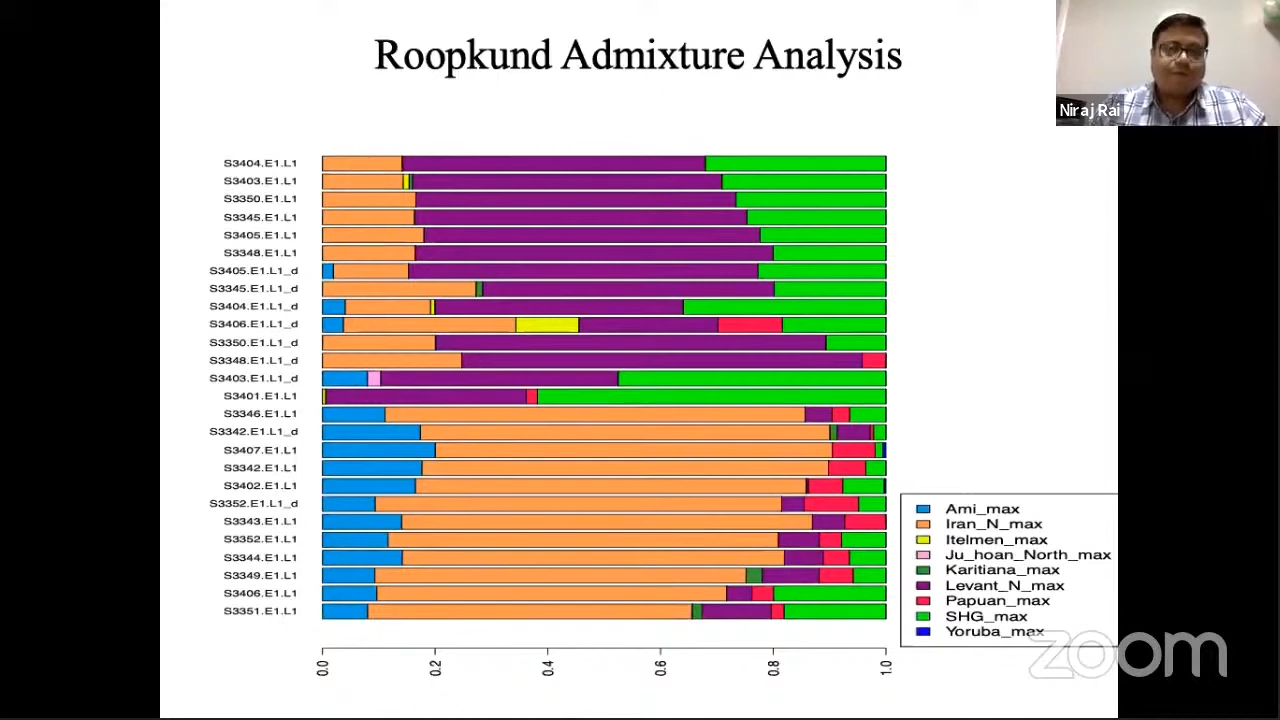 Roopkund Admixture Analysis
Niraj Rai
S3404.E1.L1
S3403.E1.L1
S3350.E1.L1
S3345.E1.L1
S3405.E1.L1
S3348.E1.L1
S3405.E1.L1_d
S3345.E1.L1_d
S3404.E1.L1_d
S3406.E1.L1_d
S3350.E1.L1_d
S3348.E1.L1_d
S3403.E1.L1_d
S3401.E1.L1
S3346.E1.L1
S3342.E1.L1_d
S3407.E1.L1
S3342.E1.L1
S3402.E1.L1
S3352.E1.L1_d
S3343.E1.L1
S3352.E1.L1
S3344.E1.L1
S3349.E1.L1
S3406.E1.L1
S3351.E1.L1
0.0 0.2 0.4 0.6 0.8 1.0
Ami_max
Iran_N_max
Itelmen_max
Ju_hoan_North_max
Karitiana_max
Levant_N_max
Papuan_max
SHG_max
Yoruba_max
zoom